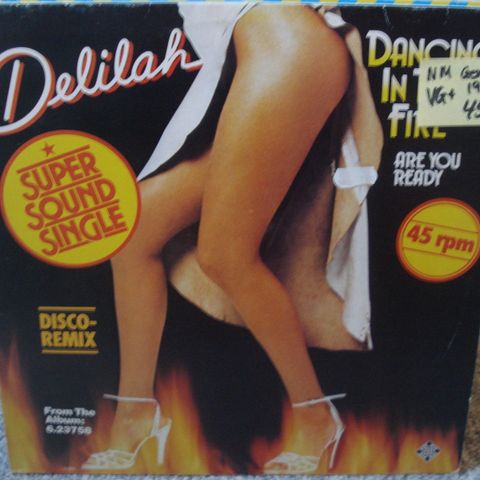 Delilah
DANCING
IN
FIRE
ARE YOU
READY
NM
VG+
★
SUPER
SOUND
SINGLE
45 rpm
DISCO-
REMIX
From The
Album:
6.23758